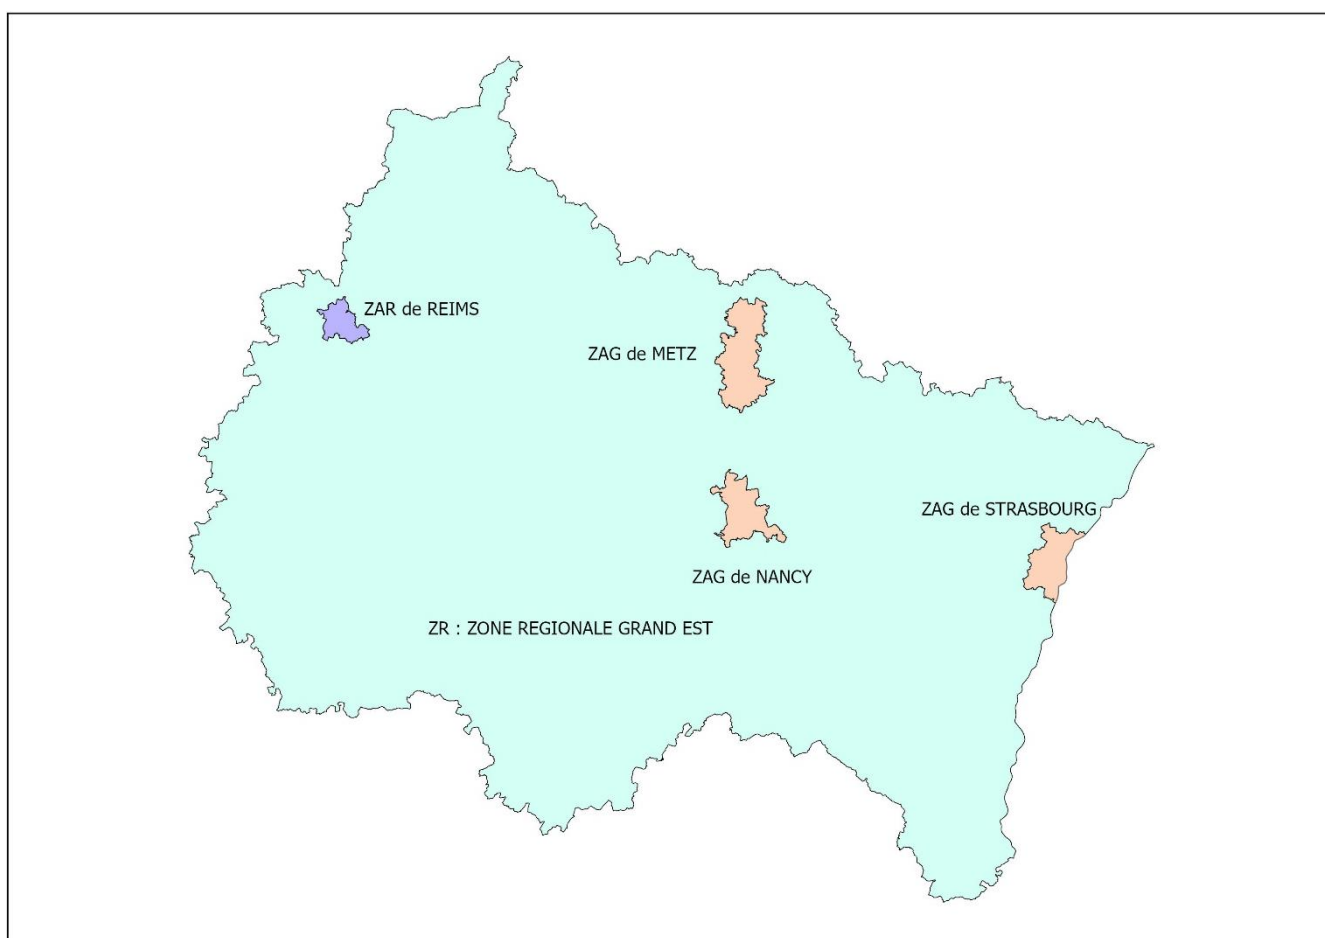 ZAR de REIMS
ZAG de METZ
ZAG de STRASBOURG
ZAG de NANCY
ZR : ZONE REGIONALE GRAND EST